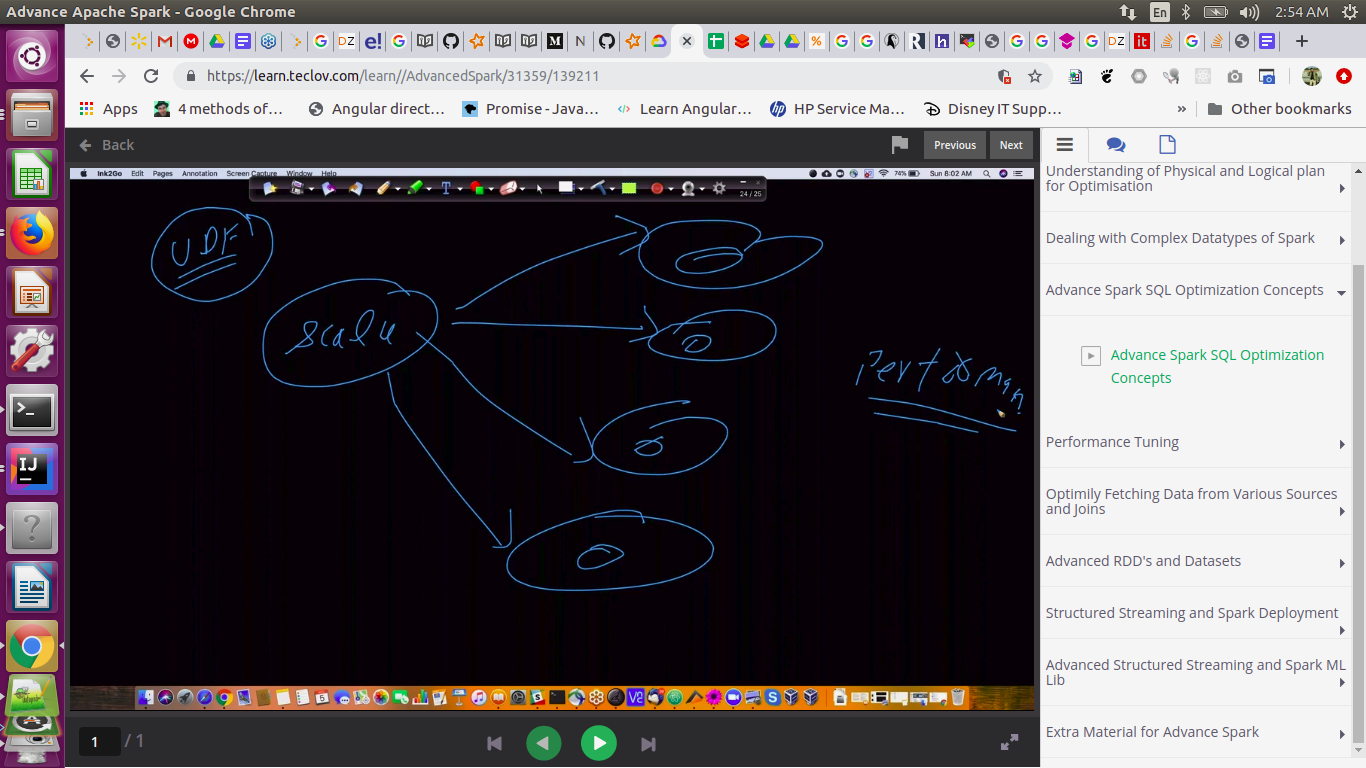 Advance Apache Spark - Google Chrome
En
2:54 AM
https://learn.teclov.com/learn//AdvancedSpark/31359/139211
Apps
4 methods of…
Angular direct…
Promise - Java…
Learn Angular…
HP Service Ma…
Disney IT Supp…
»
Other bookmarks
Back
Previous
Next
Ink2Go Edit Pages Annotation Screen Capture Window Help
74%
Sun 8:02 AM
24 / 25
UDF
Scala
Understanding of Physical and Logical plan
for Optimisation
Dealing with Complex Datatypes of Spark
Advance Spark SQL Optimization Concepts
Advance Spark SQL Optimization
Concepts
Performance Tuning
Optimily Fetching Data from Various Sources
and Joins
Advanced RDD's and Datasets
Structured Streaming and Spark Deployment
Advanced Structured Streaming and Spark ML
Lib
Extra Material for Advance Spark
1 / 1